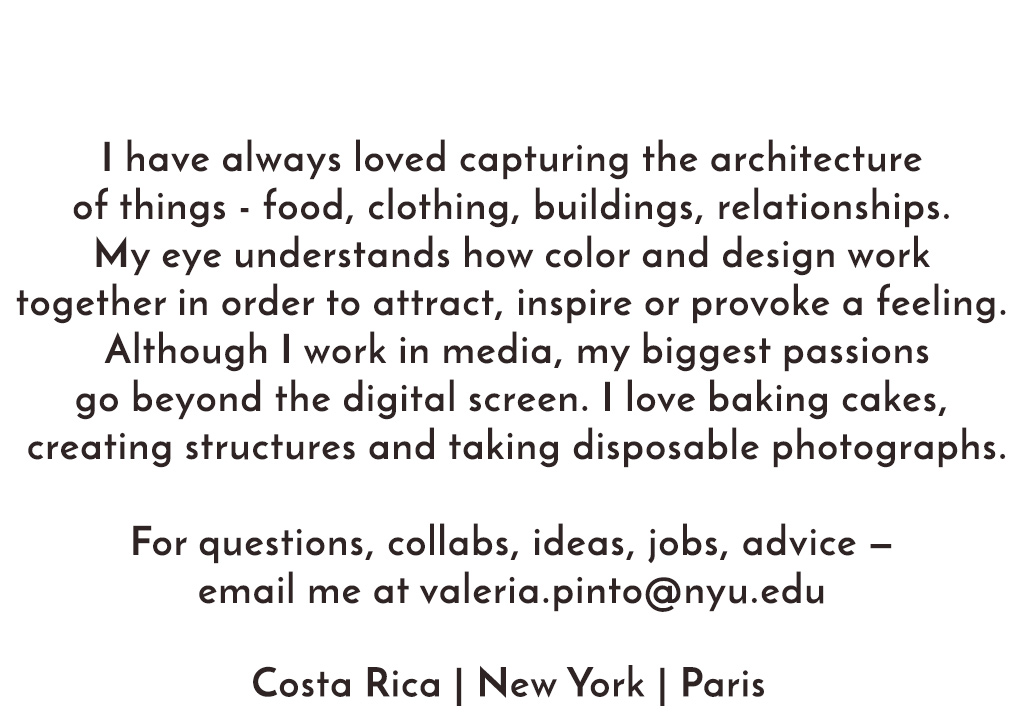 I have always loved capturing the architecture
of things - food, clothing, buildings, relationships.
My eye understands how color and design work
together in order to attract, inspire or provoke a feeling.
Although I work in media, my biggest passions
go beyond the digital screen. I love baking cakes,
creating structures and taking disposable photographs.
For questions, collabs, ideas, jobs, advice –
email me at valeria.pinto@nyu.edu
Costa Rica | New York | Paris